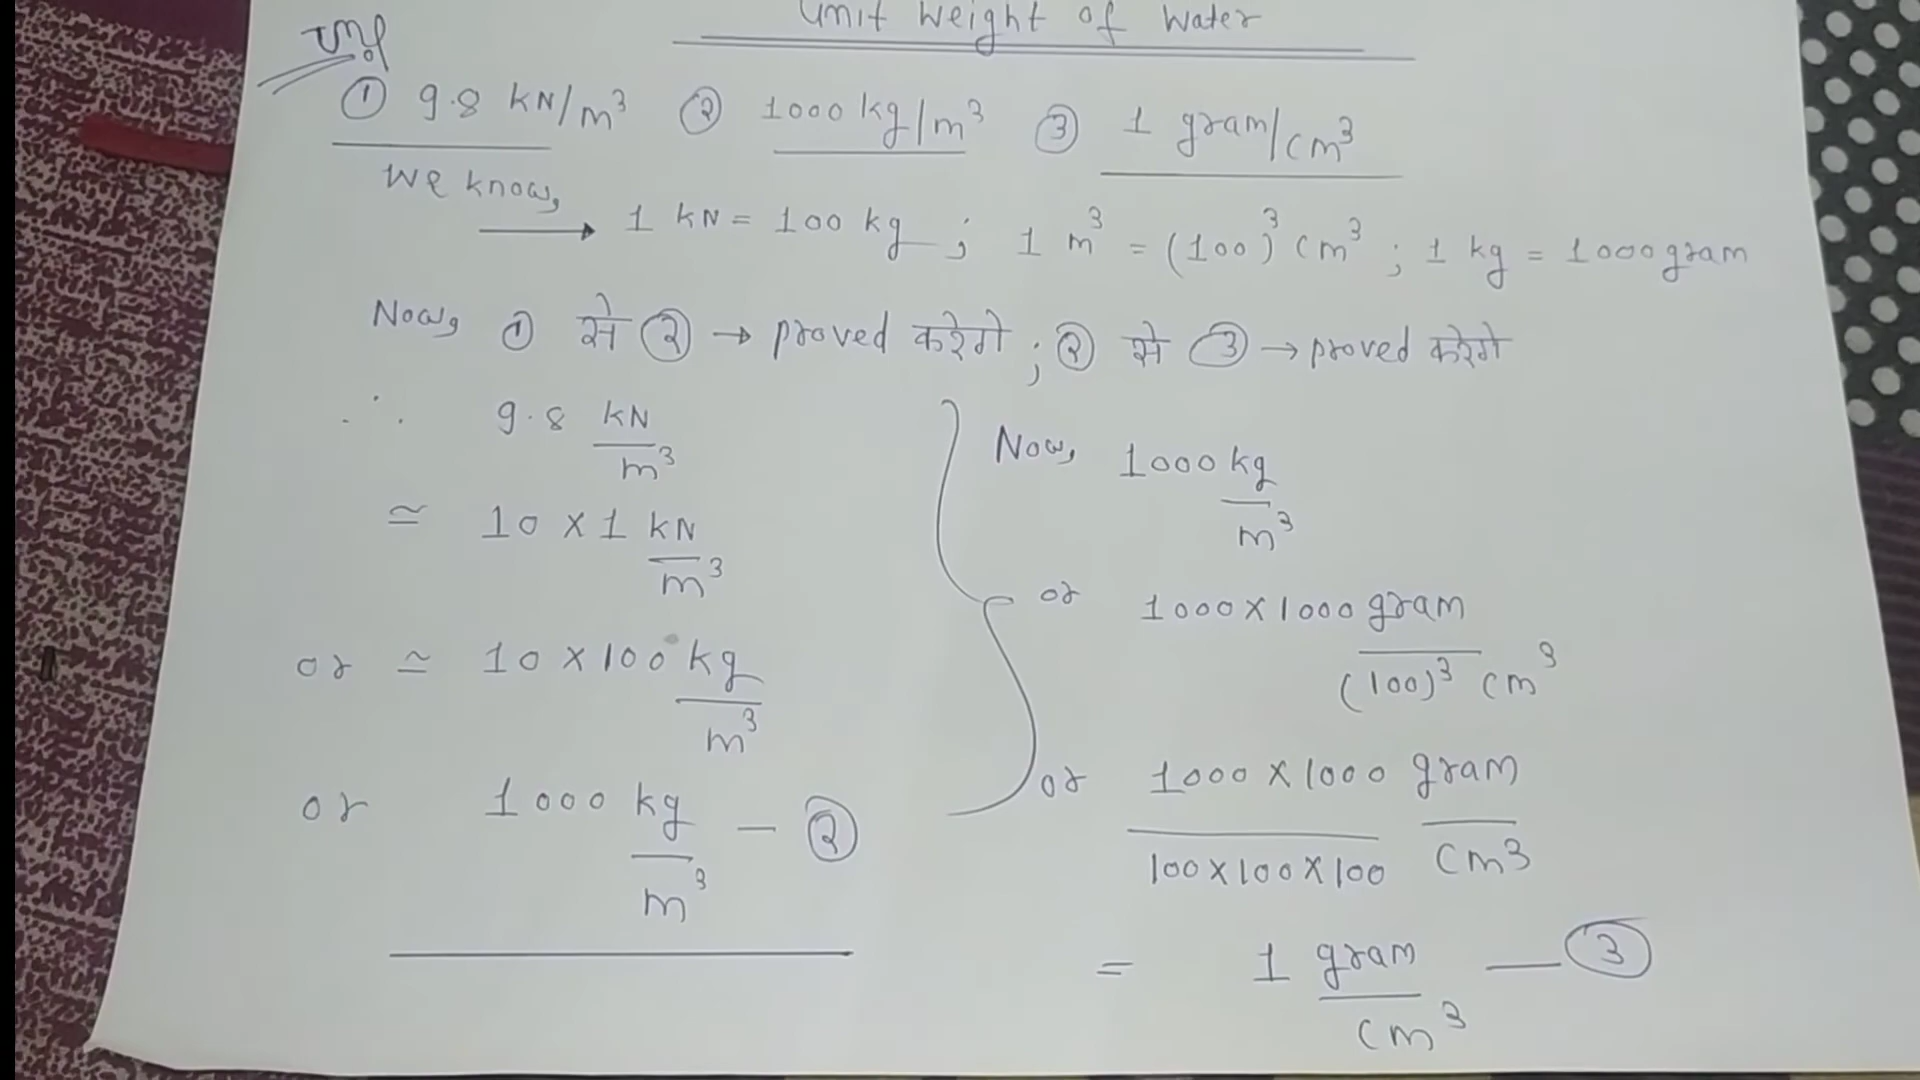 Unit Weight of Water
① 9.8 kN/m³ ② 1000 kg/m³ ③ 1 gram/cm³
We know,
→ 1 kN = 100 kg ; 1 m³ = (100)³ cm³ ; 1 kg = 1000 gram
Now, ① से ② → proved करेगे ; ② से ③ → proved करेगे
∴ 9.8 kN/m³
≃ 10 x 1 kN/m³
or ≃ 10 x 100 kg/m³
or 1000 kg/m³ — ②
Now, 1000 kg/m³
or 1000 x 1000 gram/(100)³ cm³
or 1000 x 1000/100 x 100 x 100 gram/cm³
= 1 gram/cm³ — ③